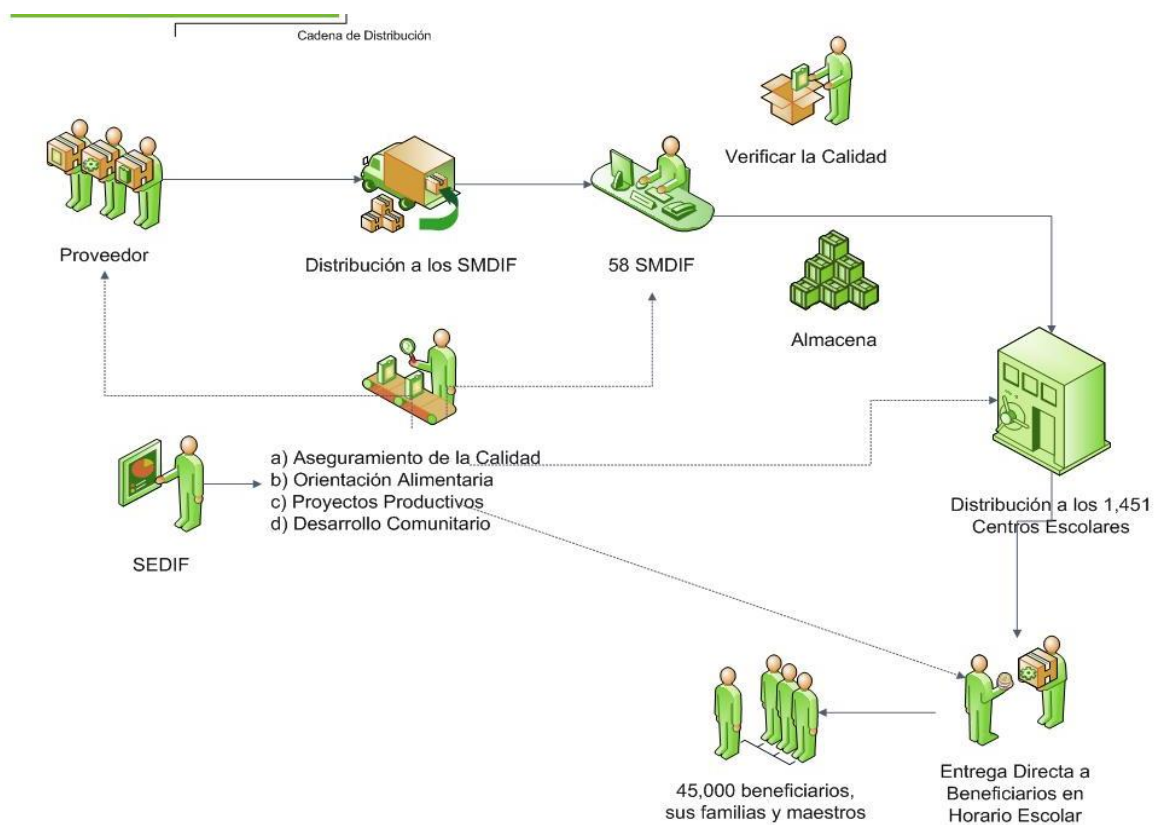 Cadena de Distribución
Verificar la Calidad
Proveedor
Distribución a los SMDIF
58 SMDIF
Almacena
a) Aseguramiento de la Calidad
b) Orientación Alimentaria
c) Proyectos Productivos
d) Desarrollo Comunitario
SEDIF
Distribución a los 1,451
Centros Escolares
45,000 beneficiarios,
sus familias y maestros
Entrega Directa a
Beneficiarios en
Horario Escolar